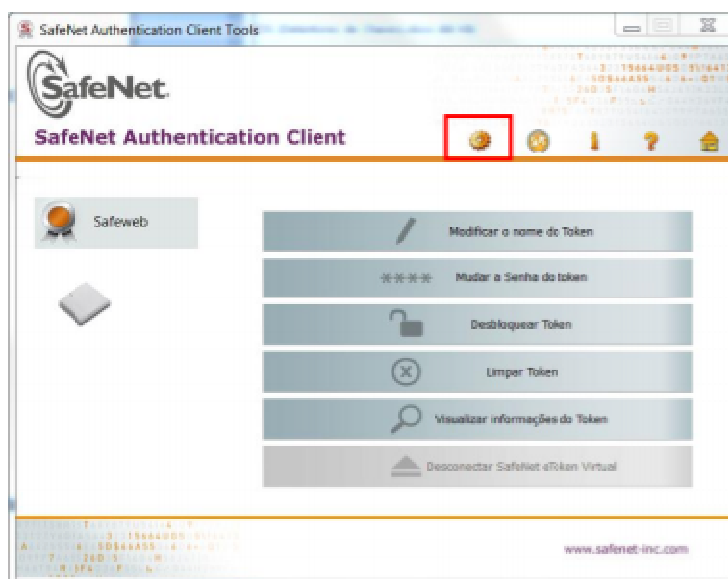 SafeNet Authentication Client Tools
SafeNet.
SafeNet Authentication Client
Safeweb
Modificar o nome do Token
Mudar a Senha do token
Desbloquear Token
Limpar Token
Visualizar informações do Token
Desconectar SafeNet eToken Virtual
www.safenet-inc.com